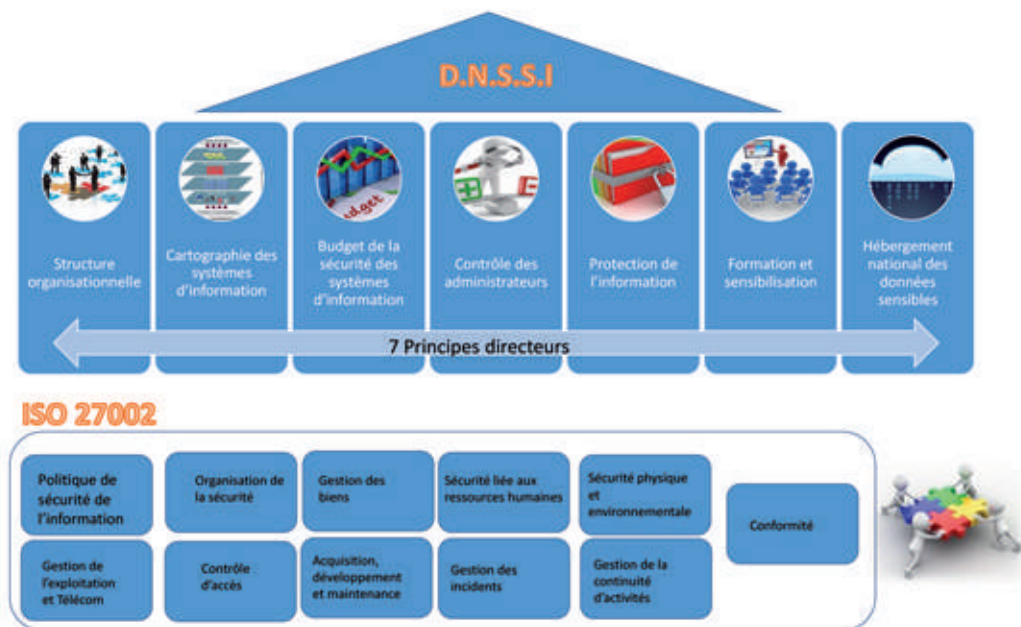 D.N.S.S.I
Structure
organisationnelle
Cartographie des
systèmes
d'information
Budget de la
sécurité des
systèmes
d'information
Contrôle des
administrateurs
Protection de
l'information
Formation et
sensibilisation
Hébergement
national des
données
sensibles
7 Principes directeurs
ISO 27002
Politique de
sécurité de
l'information
Organisation de
la sécurité
Gestion des
biens
Sécurité liée aux
ressources humaines
Sécurité physique
et
environnementale
Conformité
Gestion de
l'exploitation
et Télécom
Contrôle
d'accès
Acquisition,
développement
et maintenance
Gestion des
incidents
Gestion de la
continuité
d'activités